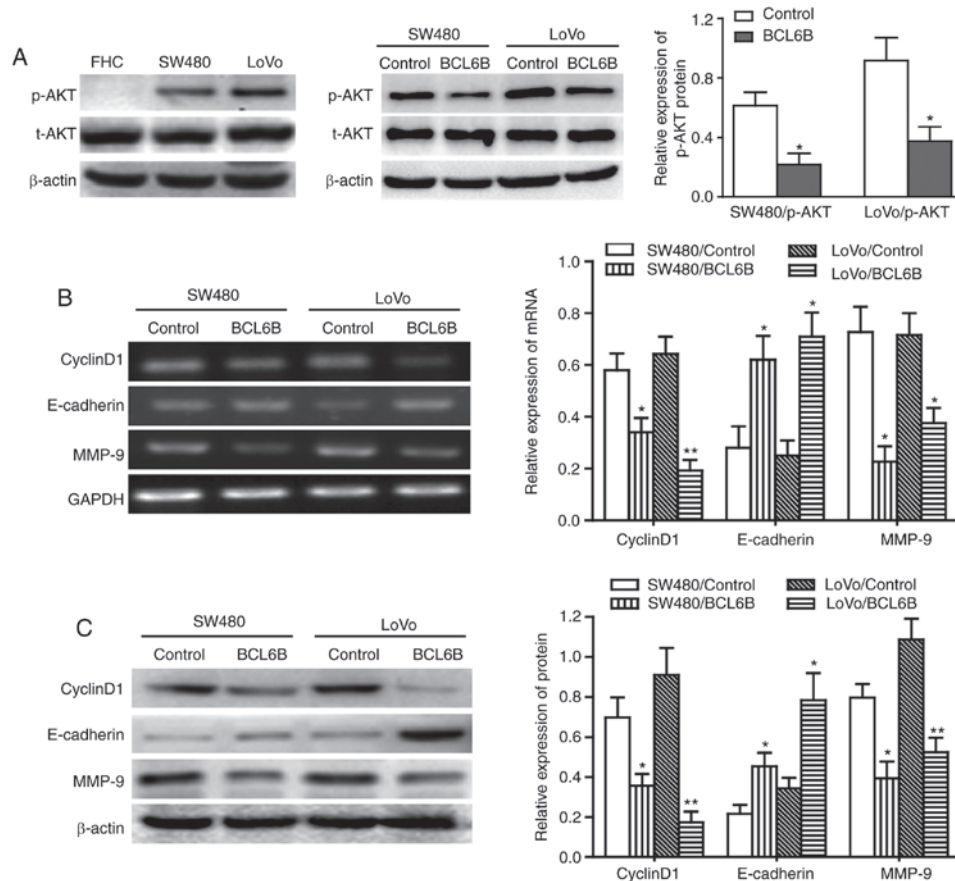 A
FHC SW480 LoVo
p-AKT
t-AKT
β-actin
SW480 LoVo
Control BCL6B Control BCL6B
p-AKT
t-AKT
β-actin
Control
BCL6B
Relative expression of
p-AKT protein
1.2
0.8
0.4
0.0
* *
SW480/p-AKT LoVo/p-AKT
B
SW480 LoVo
Control BCL6B Control BCL6B
CyclinD1
E-cadherin
MMP-9
GAPDH
SW480/Control LoVo/Control
SW480/BCL6B LoVo/BCL6B
Relative expression of mRNA
1.0
0.8
0.6
0.4
0.2
0.0
* ** * * * *
CyclinD1 E-cadherin MMP-9
C
SW480 LoVo
Control BCL6B Control BCL6B
CyclinD1
E-cadherin
MMP-9
β-actin
SW480/Control LoVo/Control
SW480/BCL6B LoVo/BCL6B
Relative expression of protein
1.2
1.0
0.8
0.6
0.4
0.2
0.0
* ** * * * **
CyclinD1 E-cadherin MMP-9